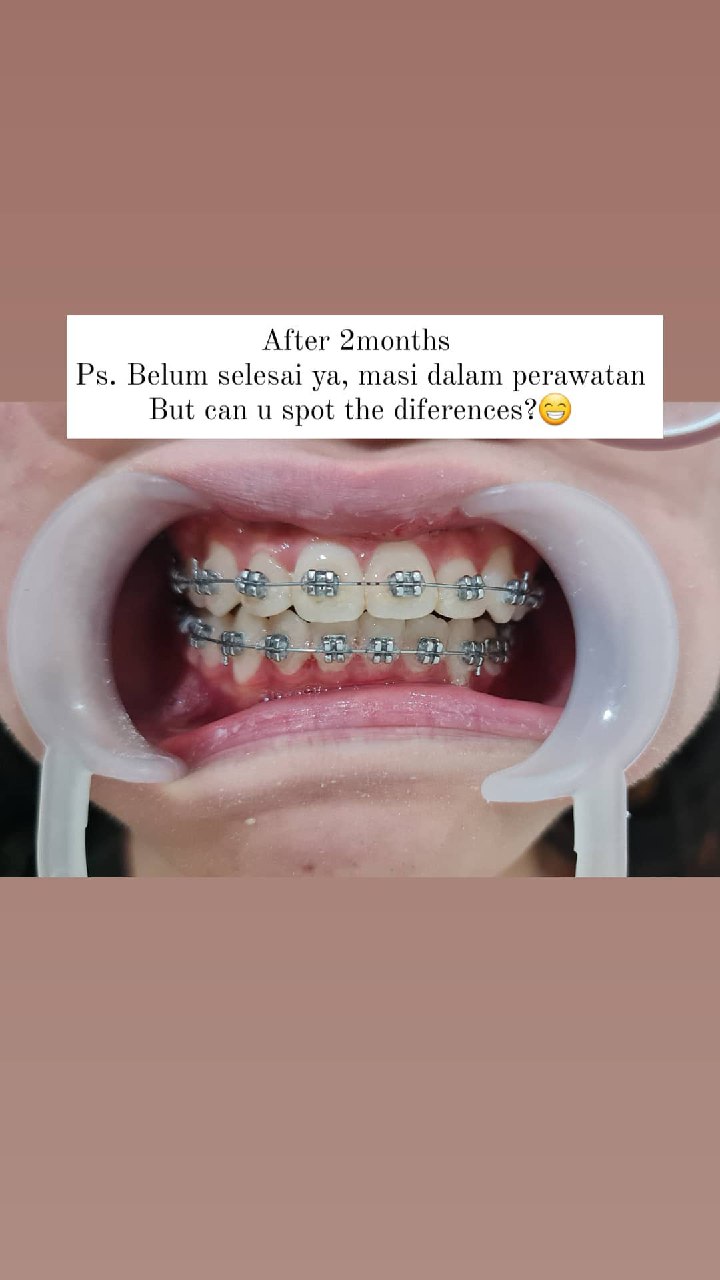 After 2months
Ps. Belum selesai ya, masi dalam perawatan
But can u spot the diferences?😁